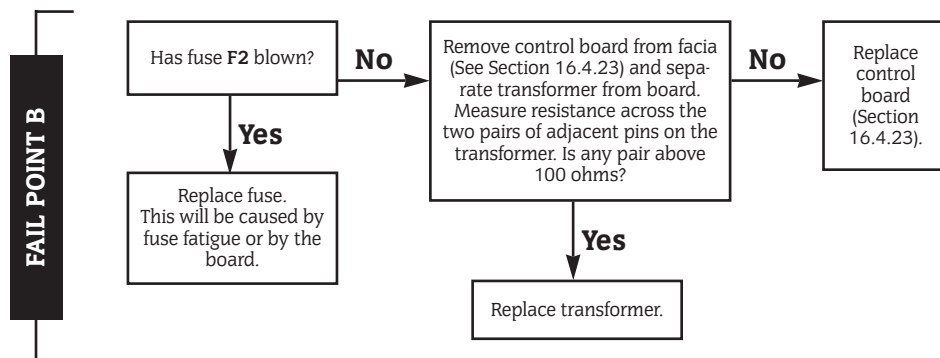 FAIL POINT B
Has fuse F2 blown?
No
Yes
Replace fuse.
This will be caused by
fuse fatigue or by the
board.
Remove control board from facia
(See Section 16.4.23) and sepa-
rate transformer from board.
Measure resistance across the
two pairs of adjacent pins on the
transformer. Is any pair above
100 ohms?
No
Yes
Replace transformer.
Replace
control
board
(Section
16.4.23).